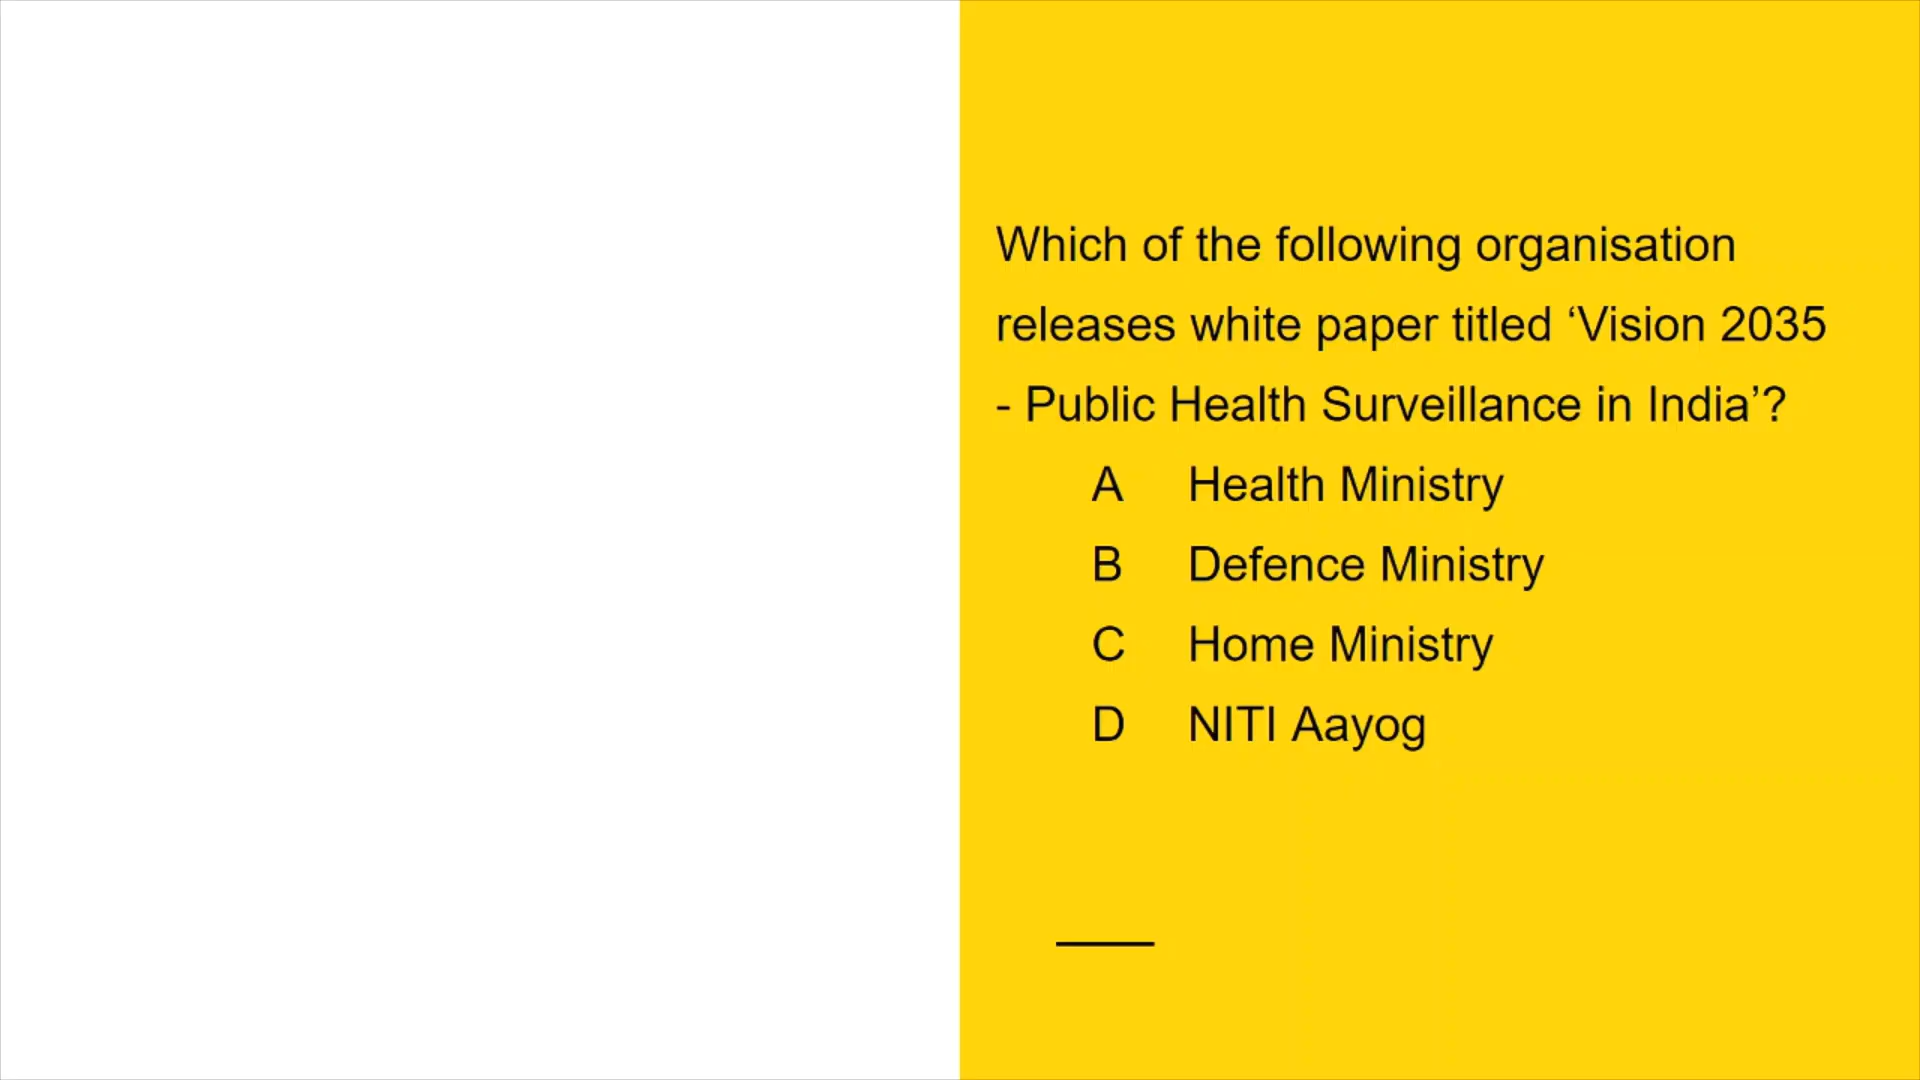 Which of the following organisation
releases white paper titled ‘Vision 2035
- Public Health Surveillance in India’?
A Health Ministry
B Defence Ministry
C Home Ministry
D NITI Aayog